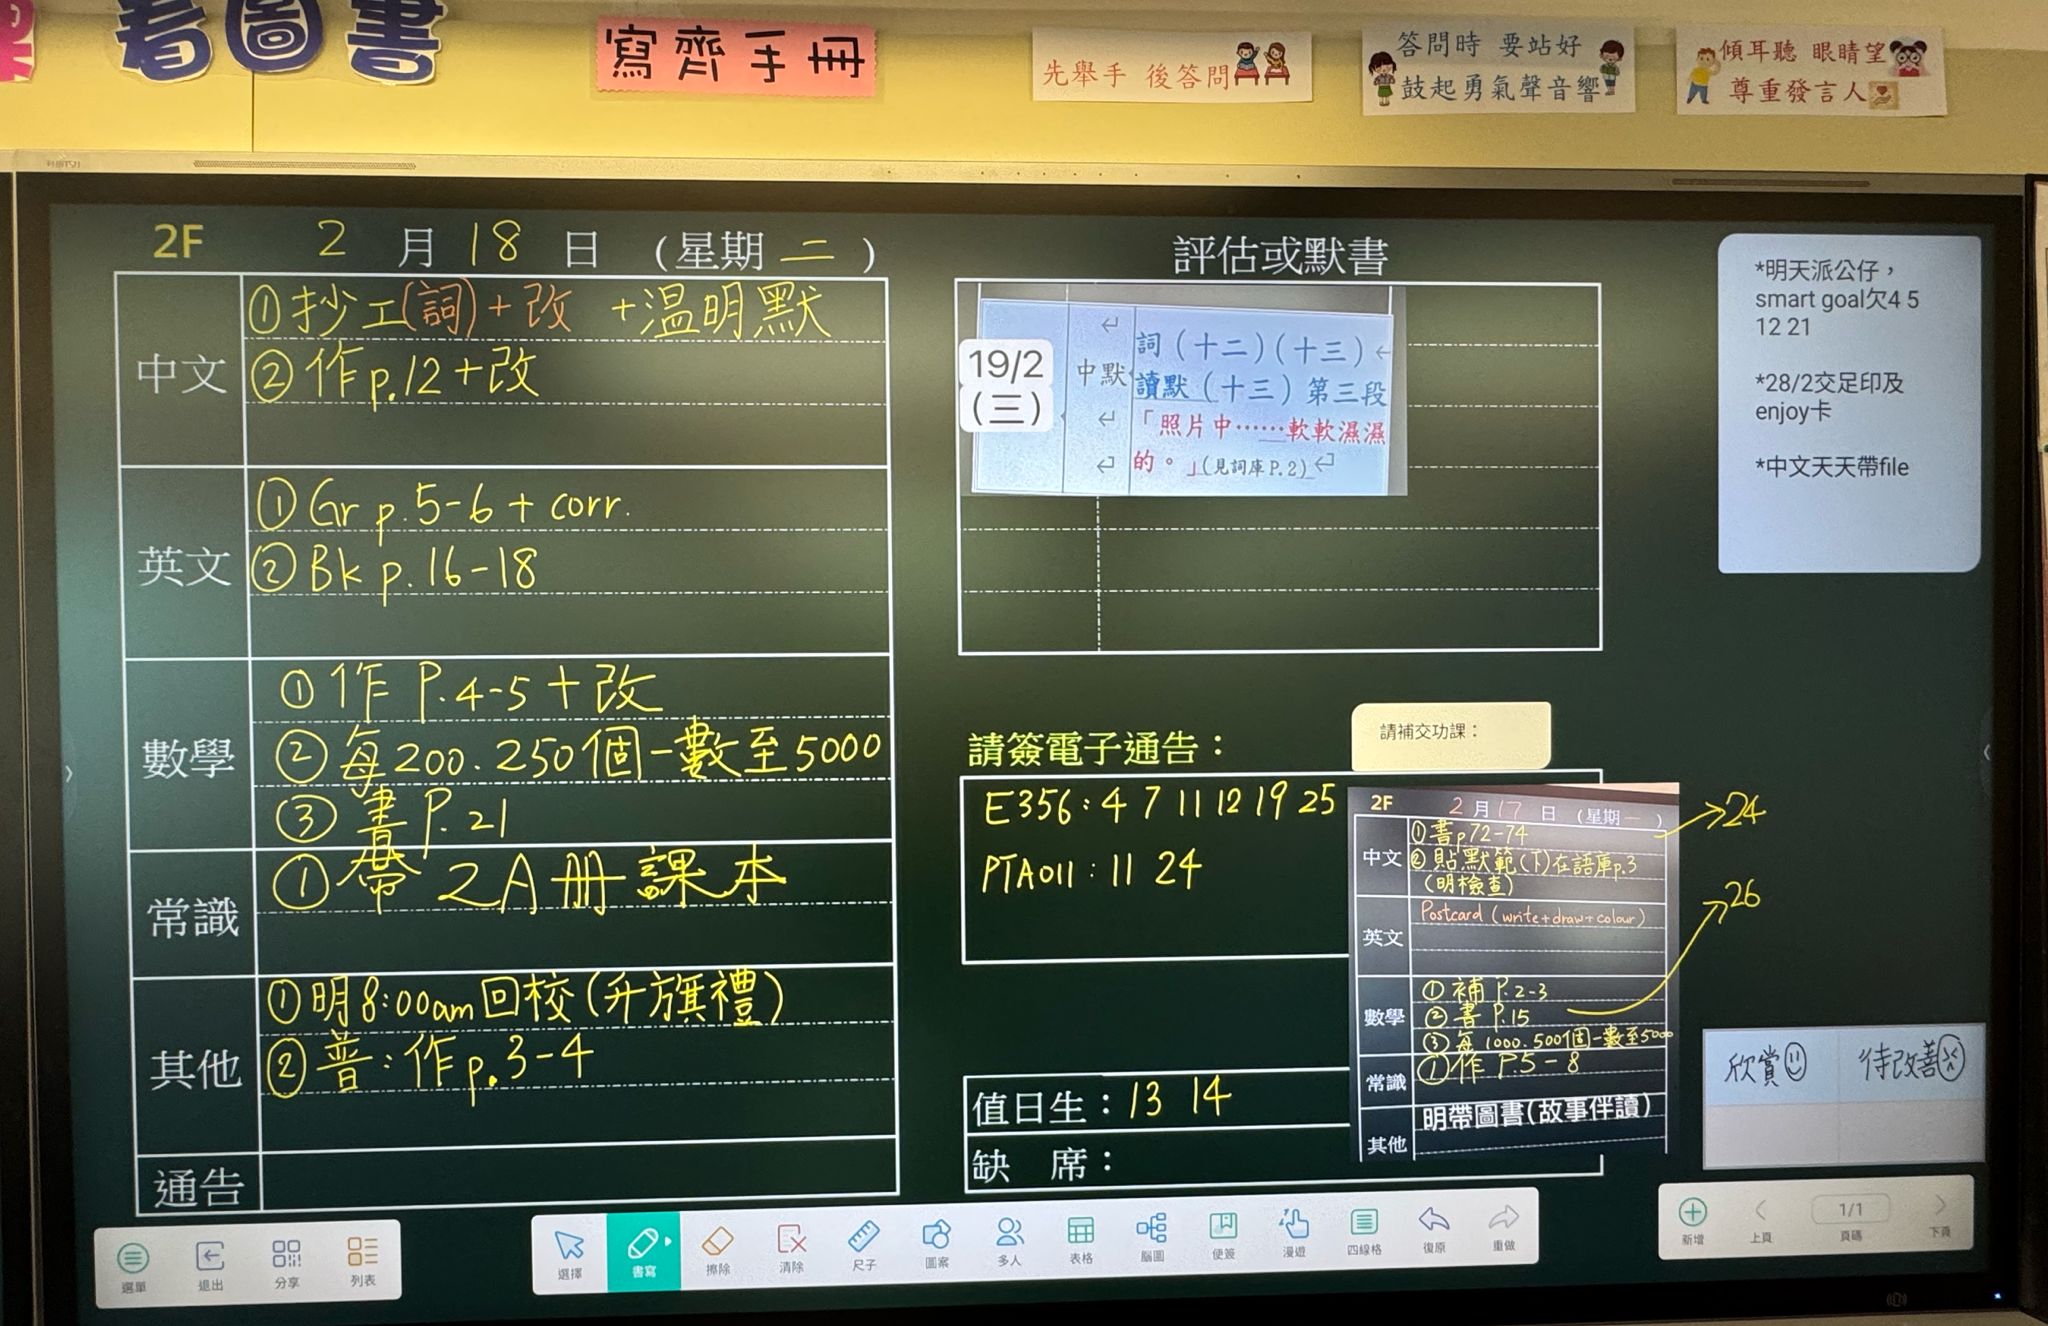 看圖書
寫齊手冊
先舉手 後答問
答問時 要站好
鼓起勇氣聲音響
傾耳聽 眼睛望
尊重發言人
2F 2月18日（星期二）
中文
①抄工(詞)+改 +溫明默
②作p.12+改
英文
①Gr p.5-6 + corr.
②Bk p.16-18
數學
①作 P.4-5+改
②每200.250個一數至5000
③書P.21
常識
①帶2A冊課本
其他
①明8:00am回校(升旗禮)
②普:作p.3-4
通告
評估或默書
19/2
(三)
中默
詞（十二）（十三）
讀默（十三）第三段
「照片中……軟軟濕濕
的。」(見詞庫P.2)
*明天派公仔，
smart goal欠4 5
12 21
*28/2交足印及
enjoy卡
*中文天天帶file
請簽電子通告：
E356: 4 7 11 12 19 25
PTA011: 11 24
值日生：13 14
缺 席：
請補交功課：
2F 2月17日（星期一）
中文
①書p72-74
→24
②貼默範(下)在語庫p.3
(明檢查)
英文
Postcard (write+draw+colour)
數學
①補 P.2-3
②書 P.15
→26
③每1000.500個一數至5000
常識
①作 P.5-8
其他
明帶圖書(故事伴讀)
欣賞 待改善
選單 退出 分享 列表
選擇 書寫 擦除 清除 尺子 圖案 多人 表格 腦圖 便簽 漫遊 四線格 復原 重做
新增 上頁 1/1 頁碼 下頁